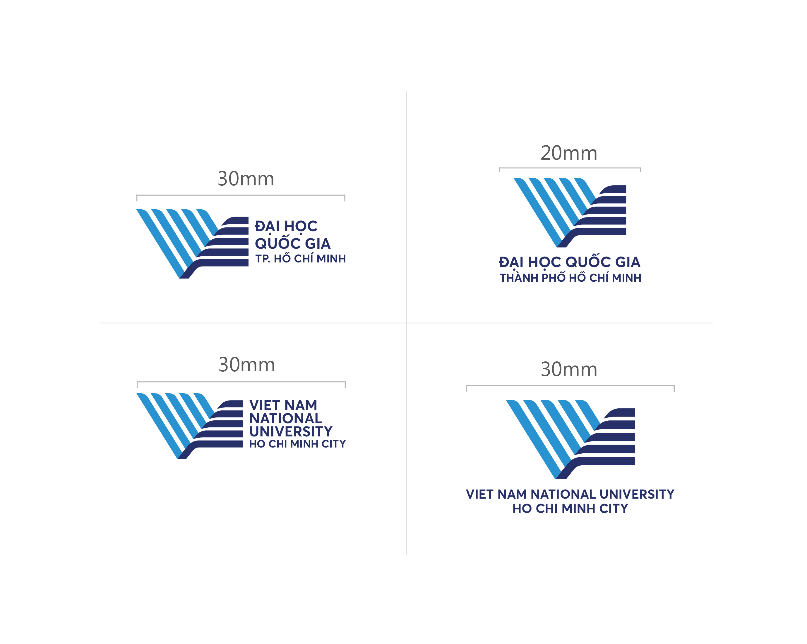 30mm
ĐẠI HỌC
QUỐC GIA
TP. HỒ CHÍ MINH
20mm
ĐẠI HỌC QUỐC GIA
THÀNH PHỐ HỒ CHÍ MINH
30mm
VIET NAM
NATIONAL
UNIVERSITY
HO CHI MINH CITY
30mm
VIET NAM NATIONAL UNIVERSITY
HO CHI MINH CITY